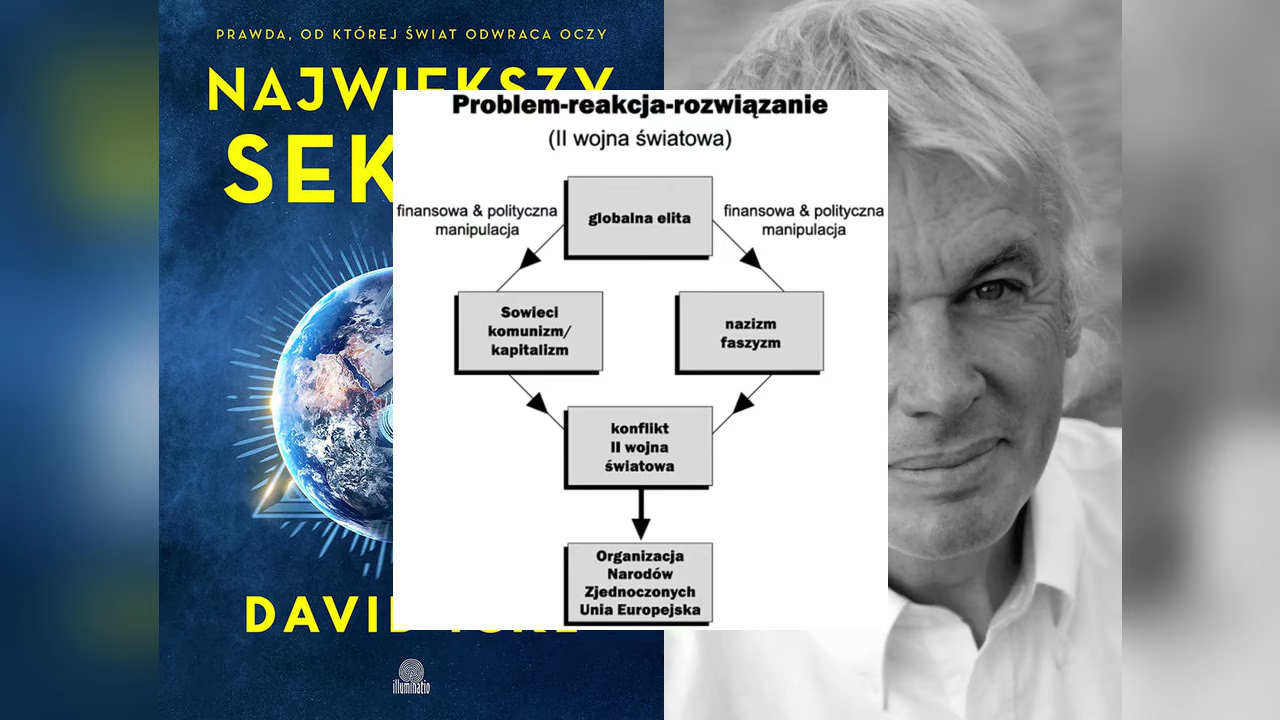 PRAWDA, OD KTÓREJ ŚWIAT ODWRACA OCZY
Problem-reakcja-rozwiązanie
(II wojna światowa)
globalna elita
finansowa & polityczna
manipulacja
finansowa & polityczna
manipulacja
Sowieci
komunizm/
kapitalizm
nazizm
faszyzm
konflikt
II wojna
światowa
Organizacja
Narodów
Zjednoczonych
Unia Europejska
DAVID
illuminatio